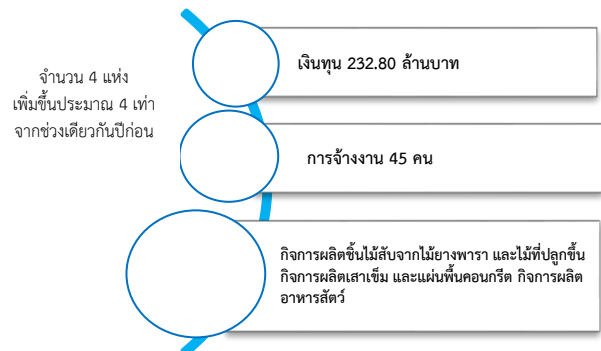 จำนวน 4 แห่ง
เพิ่มขึ้นประมาณ 4 เท่า
จากช่วงเดียวกันปีก่อน
เงินทุน 232.80 ล้านบาท
การจ้างงาน 45 คน
กิจการผลิตชิ้นไม้สับจากไม้ยางพารา และไม้ที่ปลูกขึ้น
กิจการผลิตเสาเข็ม และแผ่นพื้นคอนกรีต กิจการผลิต
อาหารสัตว์